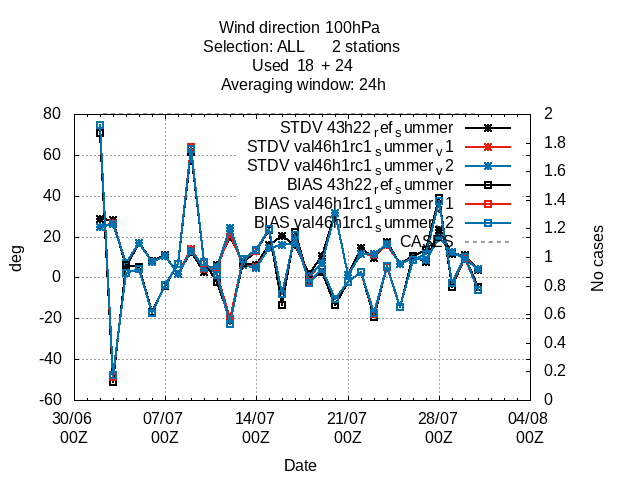 Wind direction 100hPa
Selection: ALL 2 stations
Used 18 + 24
Averaging window: 24h
80
60
40
20
0
-20
-40
-60
deg
2
1.8
1.6
1.4
1.2
1
0.8
0.6
0.4
0.2
0
No cases
STDV 43h22_ref_summer
STDV val46h1rc1_summer_v1
STDV val46h1rc1_summer_v2
BIAS 43h22_ref_summer
BIAS val46h1rc1_summer_v1
BIAS val46h1rc1_summer_v2
CASES
30/06 07/07 14/07 21/07 28/07 04/08
00Z 00Z 00Z 00Z 00Z 00Z
Date